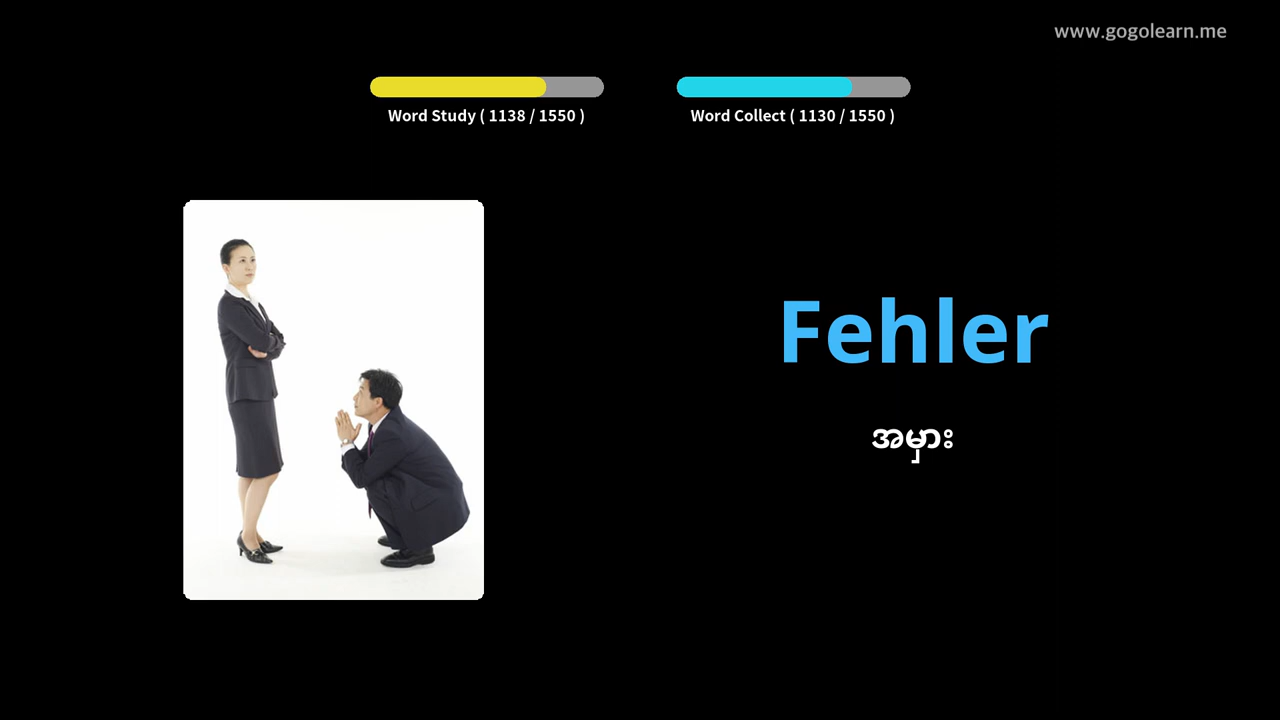 www.gogolearn.me
Word Study ( 1138 / 1550 )
Word Collect ( 1130 / 1550 )
Fehler
အမှား